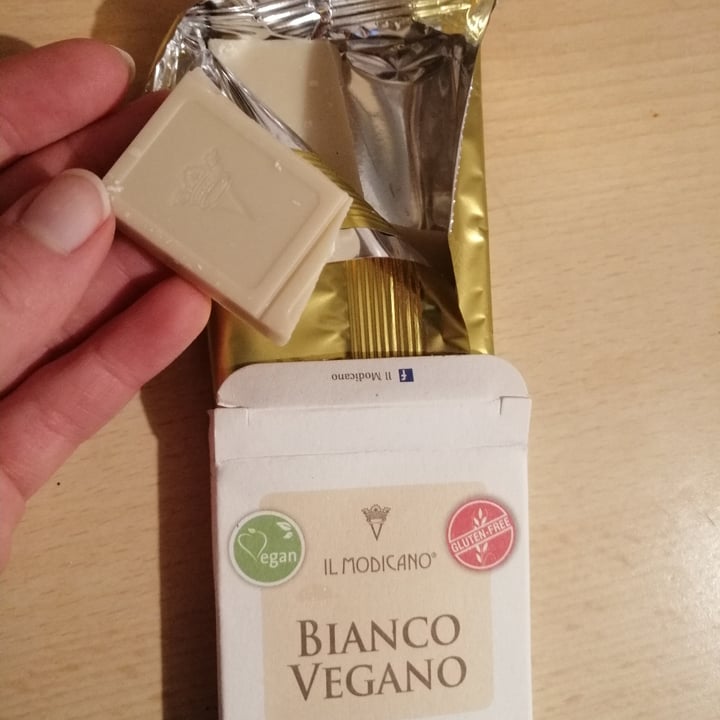 f Il Modicano
Vegan
GLUTEN-FREE
IL MODICANO®
BIANCO
VEGANO